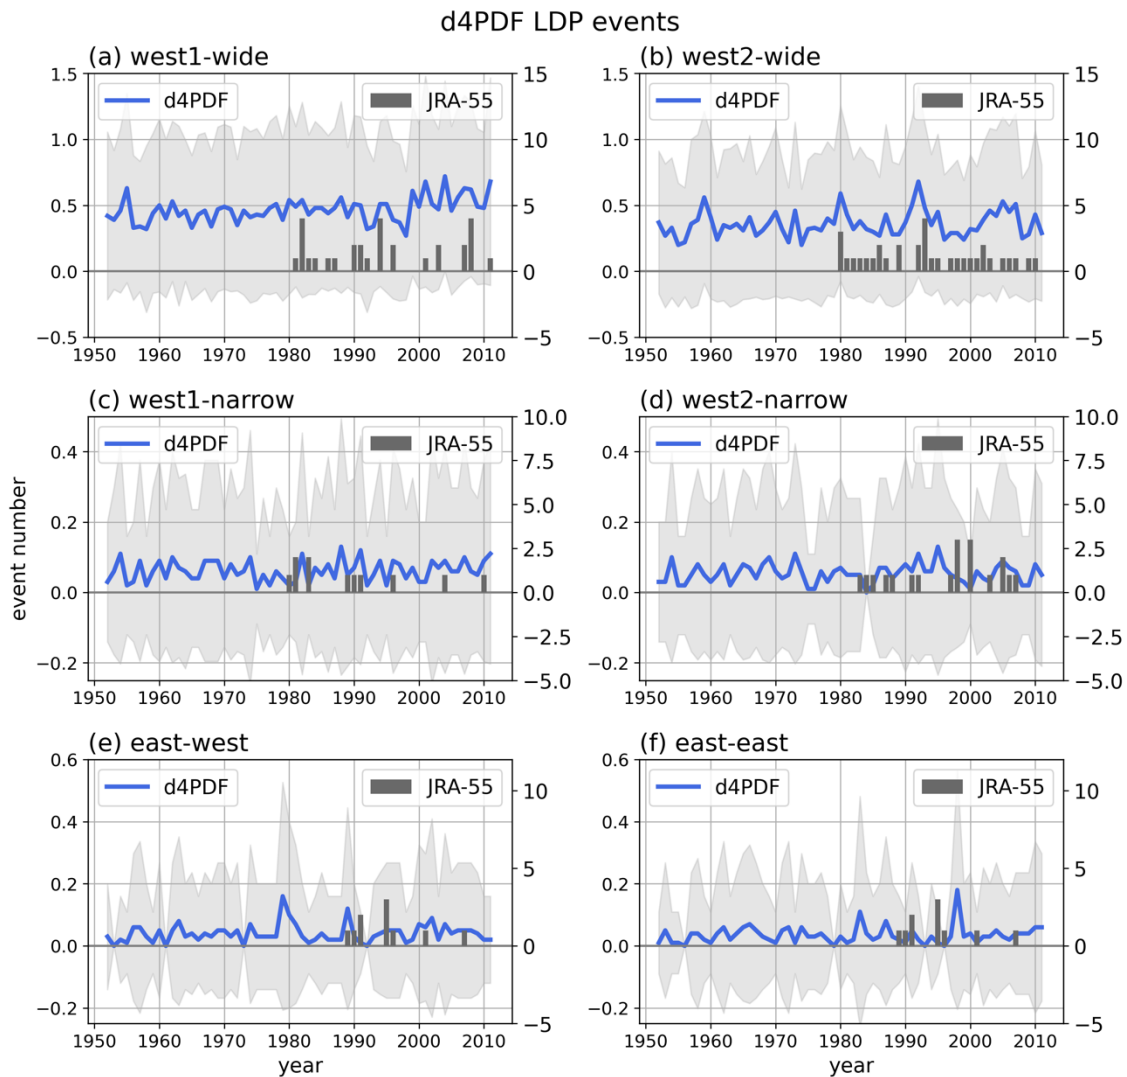 d4PDF LDP events
(a) west1-wide
(b) west2-wide
1.5 d4PDF JRA-55 15
1.5 d4PDF JRA-55 15
1.0 10
1.0 10
0.5 5
0.5 5
0.0 0
0.0 0
−0.5 −5
−0.5 −5
1950 1960 1970 1980 1990 2000 2010
1950 1960 1970 1980 1990 2000 2010
(c) west1-narrow
(d) west2-narrow
d4PDF JRA-55 10.0
d4PDF JRA-55 10.0
0.4 7.5
0.4 7.5
5.0
5.0
0.2 2.5
0.2 2.5
0.0 0.0
0.0 0.0
−0.2 −2.5
−0.2 −2.5
−5.0
−5.0
event number
1950 1960 1970 1980 1990 2000 2010
1950 1960 1970 1980 1990 2000 2010
(e) east-west
(f) east-east
0.6 d4PDF JRA-55 10
0.6 d4PDF JRA-55 10
0.4 5
0.4 5
0.2
0.2
0.0 0
0.0 0
−0.2 −5
−0.2 −5
1950 1960 1970 1980 1990 2000 2010
1950 1960 1970 1980 1990 2000 2010
year
year